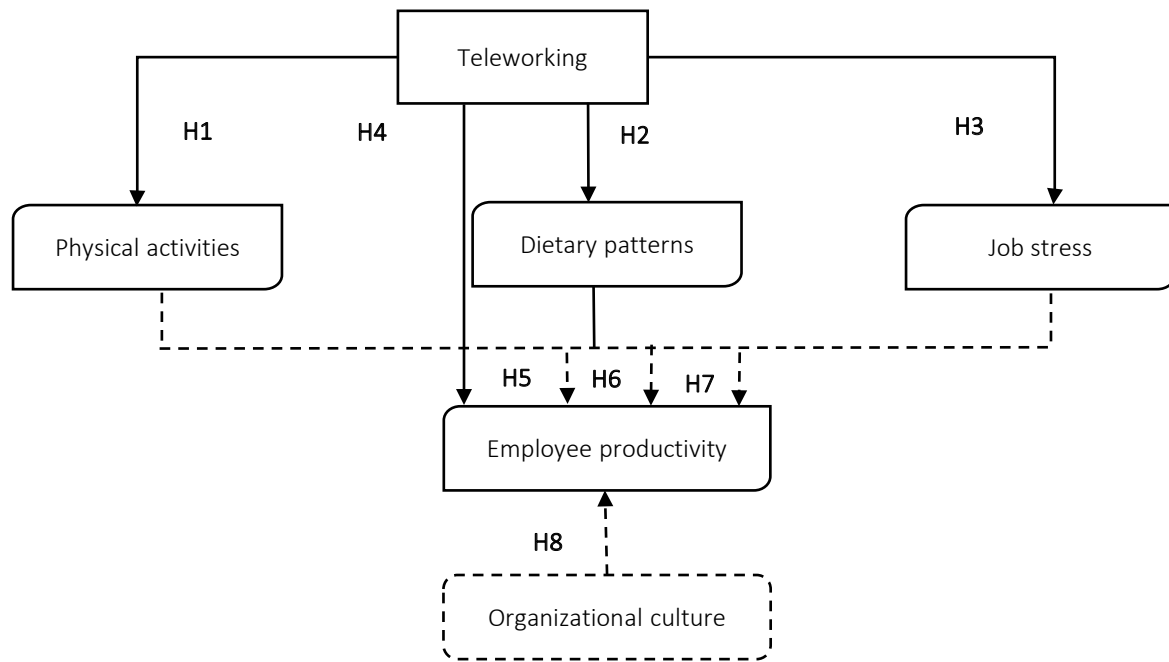 Teleworking
H1
H4
H2
H3
Physical activities
Dietary patterns
Job stress
H5
H6
H7
Employee productivity
H8
Organizational culture